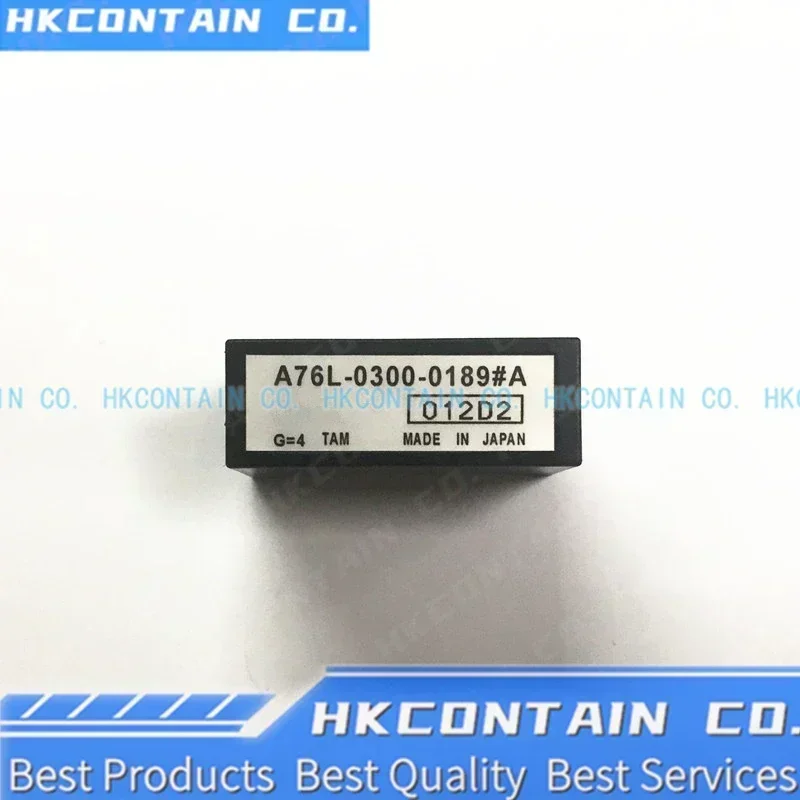 HKCONTAIN CO.
A76L-0300-0189#A
012D2
G=4 TAM MADE IN JAPAN
IN CO. HKCONTAIN CO. HKCONTAIN CO. HKCONTAIN CO. HK
HKCONTAIN CO.
Best Products Best Quality Best Services